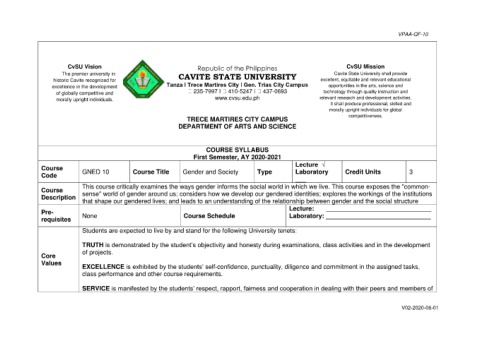 VPAA-QF-10
CvSU Vision
The premier university in
historic Cavite recognized for
excellence in the development
of globally competitive and
morally upright individuals.
Republic of the Philippines
CAVITE STATE UNIVERSITY
Tanza I Trece Martires City I Gen. Trias City Campus
235-7997 I 410-5247 I 437-0693
www.cvsu.edu.ph
CvSU Mission
Cavite State University shall provide
excellent, equitable and relevant educational
opportunities in the arts, science and
technology through quality instruction and
relevant research and development activities.
It shall produce professional, skilled and
morally upright individuals for global
competitiveness.
TRECE MARTIRES CITY CAMPUS
DEPARTMENT OF ARTS AND SCIENCE
COURSE SYLLABUS
First Semester, AY 2020-2021
Course Code GNED 10 Course Title Gender and Society Type Lecture √ Laboratory ___ Credit Units 3
Course Description
This course critically examines the ways gender informs the social world in which we live. This course exposes the "common-
sense" world of gender around us; considers how we develop our gendered identities; explores the workings of the institutions
that shape our gendered lives; and leads to an understanding of the relationship between gender and the social structure
Pre-requisites None Course Schedule Lecture:
Laboratory:
Core Values
Students are expected to live by and stand for the following University tenets:
TRUTH is demonstrated by the student's objectivity and honesty during examinations, class activities and in the development
of projects.
EXCELLENCE is exhibited by the students' self-confidence, punctuality, diligence and commitment in the assigned tasks,
class performance and other course requirements.
SERVICE is manifested by the students' respect, rapport, fairness and cooperation in dealing with their peers and members of
V02-2020-06-01